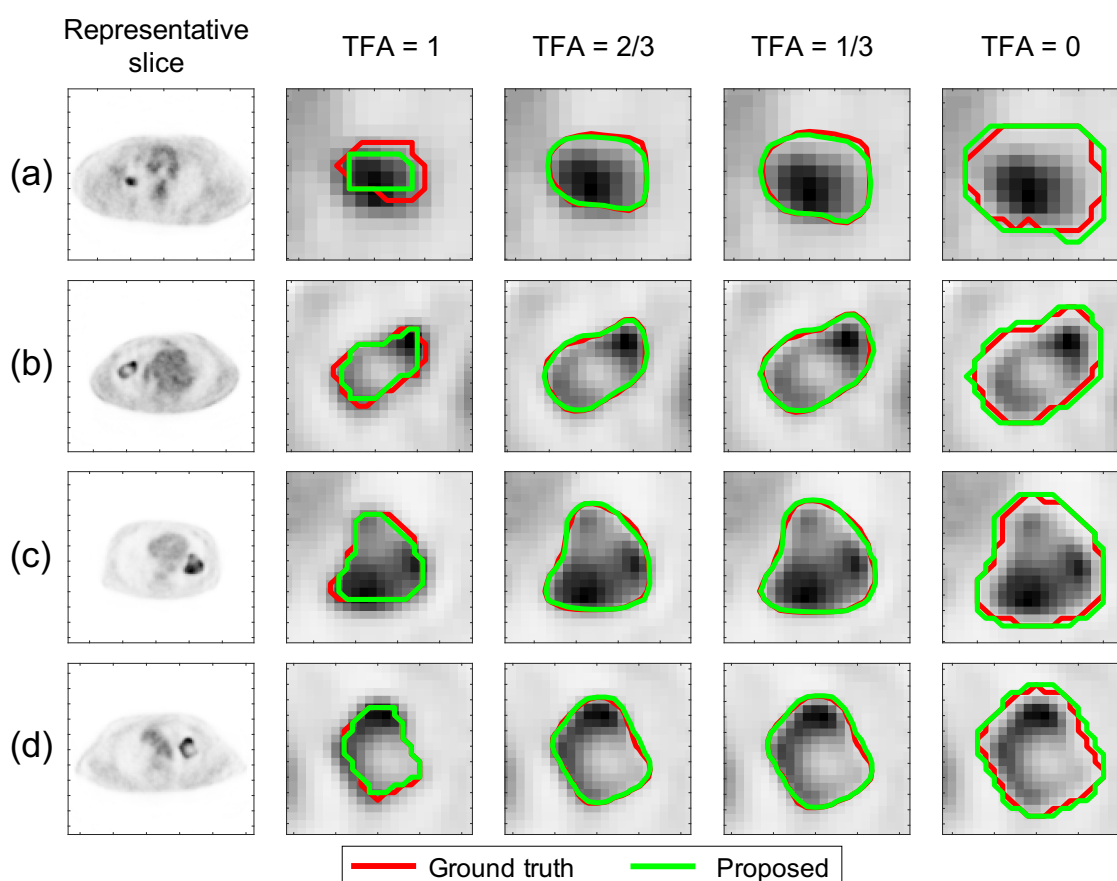 Representative
slice
TFA = 1
TFA = 2/3
TFA = 1/3
TFA = 0
(a)
(b)
(c)
(d)
Ground truth
Proposed